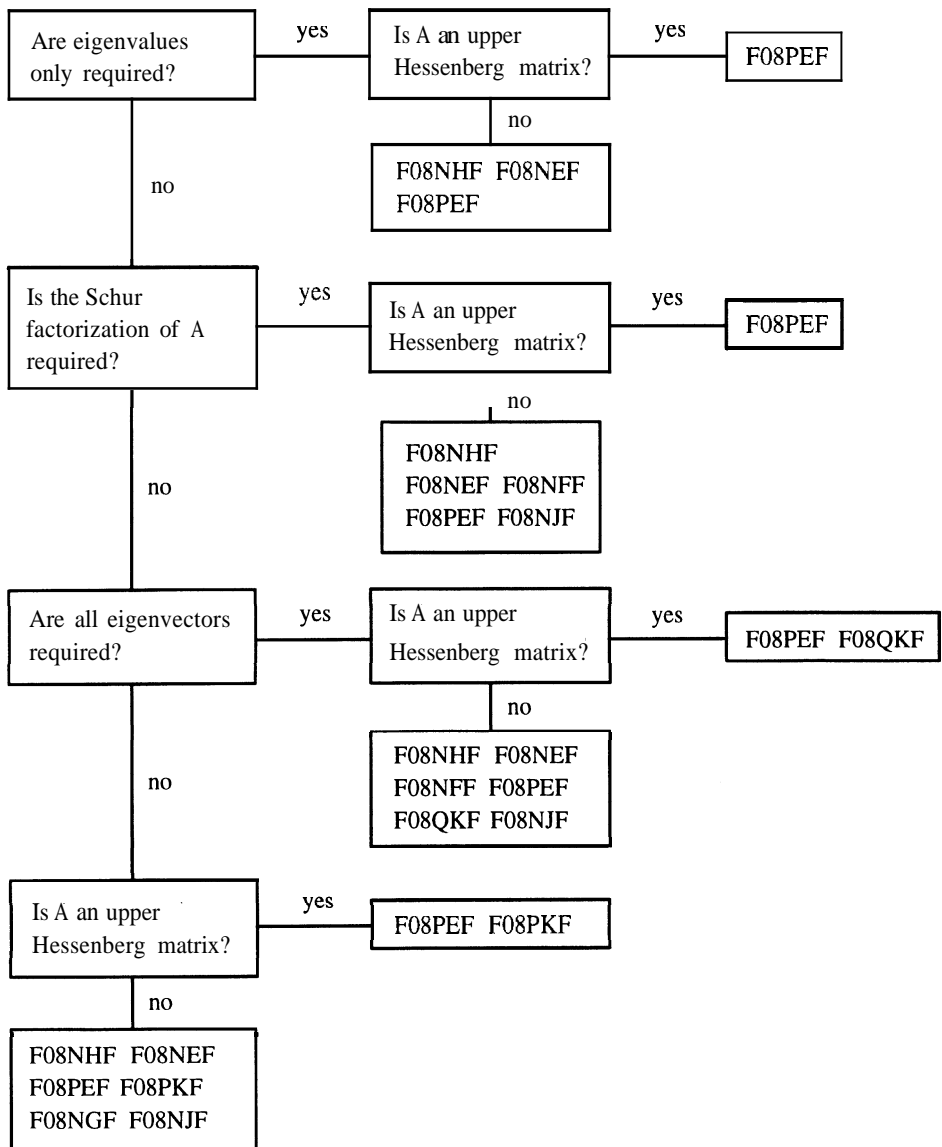 Are eigenvalues
only required?
yes
Is A an upper
Hessenberg matrix?
yes
F08PEF
no
F08NHF F08NEF
F08PEF
no
Is the Schur
factorization of A
required?
yes
Is A an upper
Hessenberg matrix?
yes
F08PEF
no
F08NHF
F08NEF F08NFF
F08PEF F08NJF
no
Are all eigenvectors
required?
yes
Is A an upper
Hessenberg matrix?
yes
F08PEF F08QKF
no
F08NHF F08NEF
F08NFF F08PEF
F08QKF F08NJF
no
Is A an upper
Hessenberg matrix?
yes
F08PEF F08PKF
no
F08NHF F08NEF
F08PEF F08PKF
F08NGF F08NJF